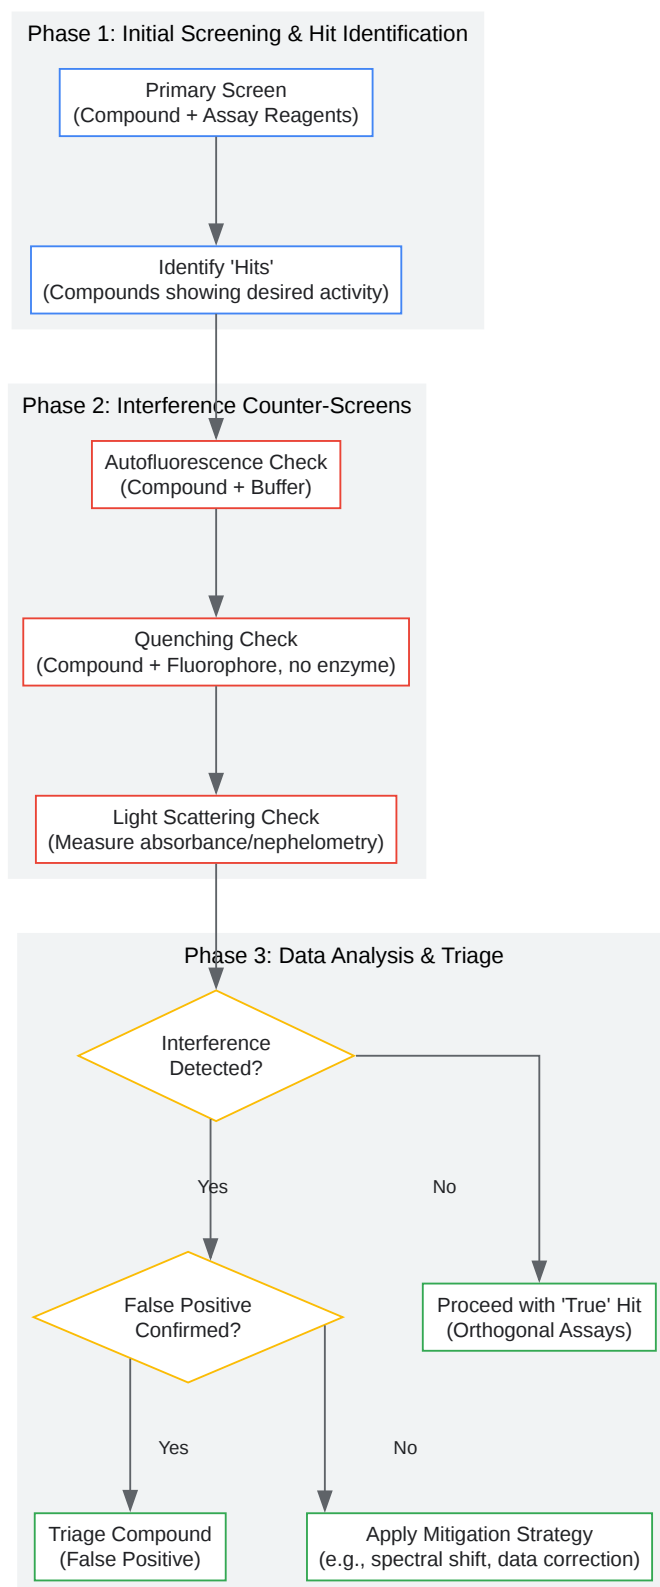 Phase 1: Initial Screening & Hit Identification
Primary Screen
(Compound + Assay Reagents)
Identify 'Hits'
(Compounds showing desired activity)
Phase 2: Interference Counter-Screens
Autofluorescence Check
(Compound + Buffer)
Quenching Check
(Compound + Fluorophore, no enzyme)
Light Scattering Check
(Measure absorbance/nephelometry)
Phase 3: Data Analysis & Triage
Interference
Detected?
Yes
No
False Positive
Confirmed?
Proceed with 'True' Hit
(Orthogonal Assays)
Yes
No
Triage Compound
(False Positive)
Apply Mitigation Strategy
(e.g., spectral shift, data correction)